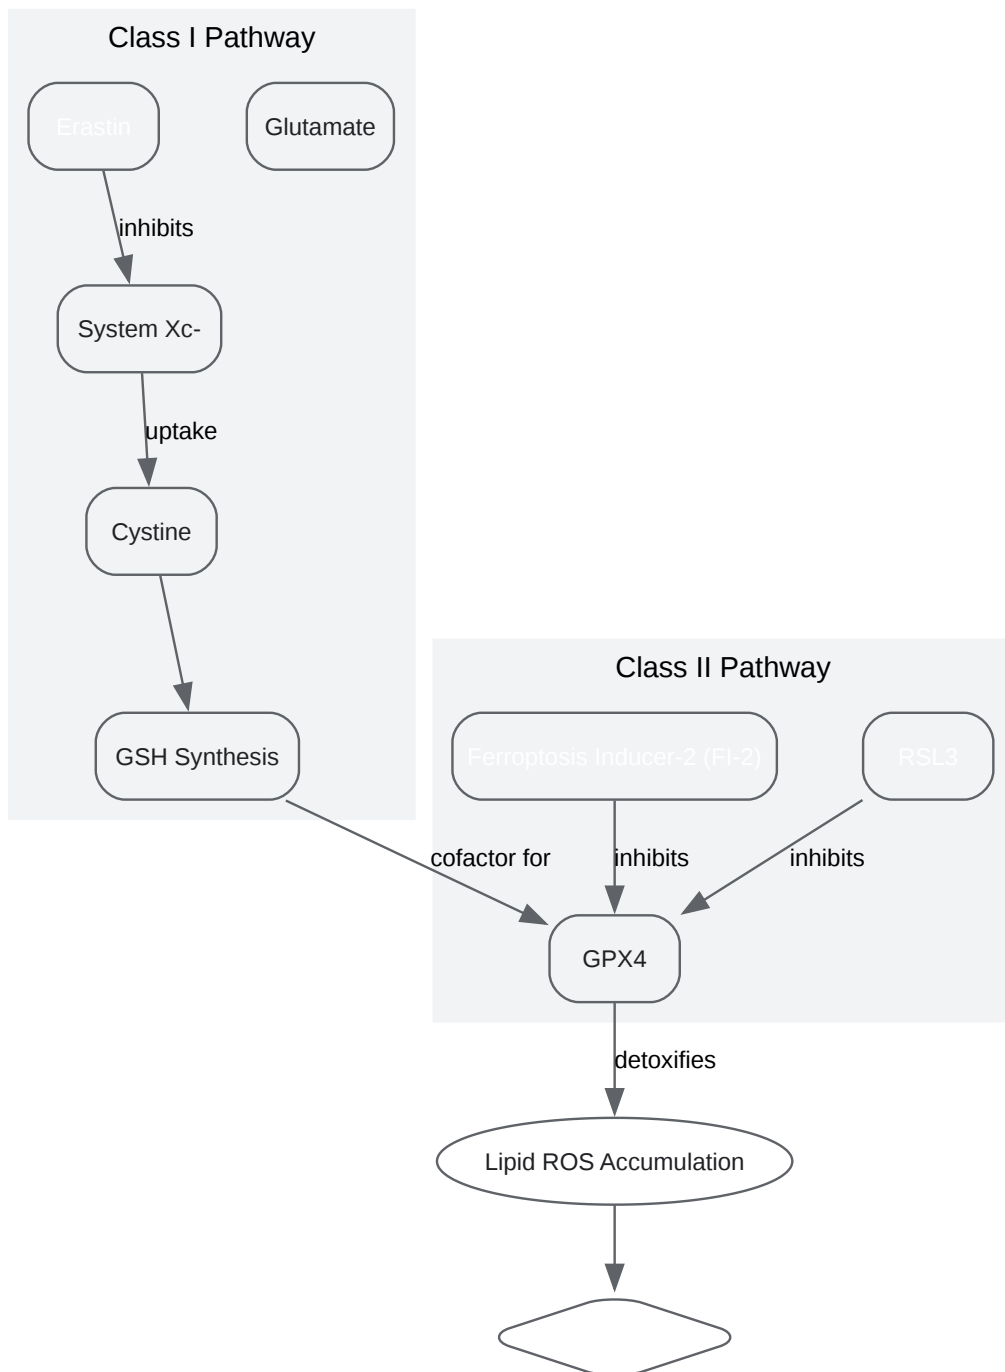 Class I Pathway
Erastin
Glutamate
inhibits
System Xc-
uptake
Cystine
GSH Synthesis
Class II Pathway
Ferroptosis Inducer-2 (FI-2)
RSL3
cofactor for
inhibits
inhibits
GPX4
detoxifies
Lipid ROS Accumulation